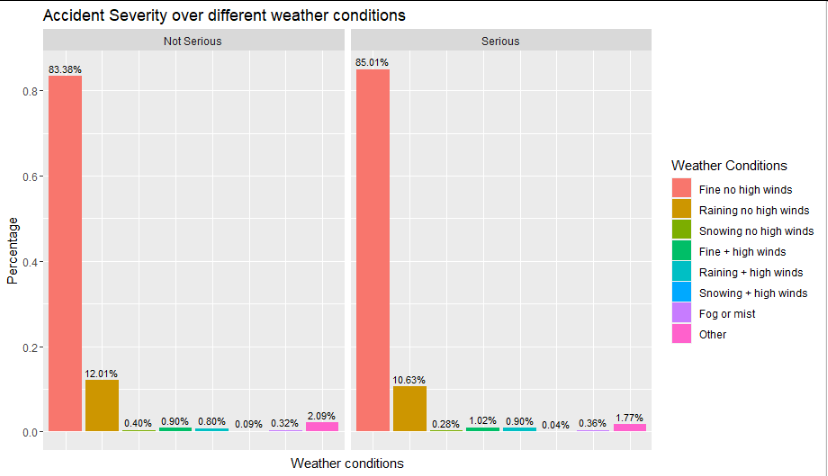 Accident Severity over different weather conditions
Not Serious
Serious
83.38%
12.01%
0.40%
0.90%
0.80%
0.09%
0.32%
2.09%
85.01%
10.63%
0.28%
1.02%
0.90%
0.04%
0.36%
1.77%
0.8
0.6
0.4
0.2
0.0
Percentage
Weather conditions
Weather Conditions
Fine no high winds
Raining no high winds
Snowing no high winds
Fine + high winds
Raining + high winds
Snowing + high winds
Fog or mist
Other